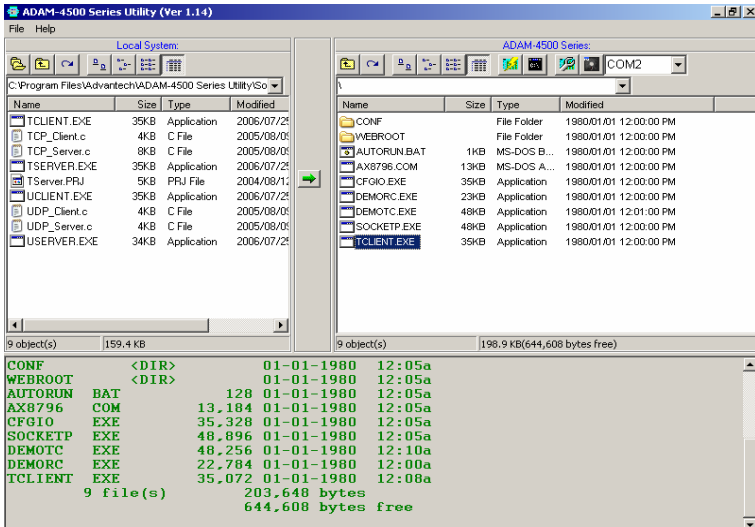 ADAM-4500 Series Utility (Ver 1.14)
File Help
Local System:
C:\Program Files\Advantech\ADAM-4500 Series Utility\So
Name Size Type Modified
TCLIENT.EXE 35KB Application 2006/07/25
TCP_Client.c 4KB C File 2005/08/09
TCP_Server.c 8KB C File 2005/08/09
TSERVER.EXE 35KB Application 2006/07/25
TServer.PRJ 5KB PRJ File 2004/08/12
UCLIENT.EXE 35KB Application 2006/07/25
UDP_Client.c 4KB C File 2005/08/09
UDP_Server.c 4KB C File 2005/08/09
USERVER.EXE 34KB Application 2006/07/25
9 object(s) 159.4 KB
ADAM-4500 Series:
COM2
\
Name Size Type Modified
CONF File Folder 1980/01/01 12:00:00 PM
WEBROOT File Folder 1980/01/01 12:00:00 PM
AUTORUN.BAT 1KB MS-DOS B... 1980/01/01 12:00:00 PM
AX8796.COM 13KB MS-DOS A... 1980/01/01 12:00:00 PM
CFGIO.EXE 35KB Application 1980/01/01 12:00:00 PM
DEMORC.EXE 23KB Application 1980/01/01 12:00:00 PM
DEMOTC.EXE 48KB Application 1980/01/01 12:01:00 PM
SOCKETP.EXE 48KB Application 1980/01/01 12:00:00 PM
TCLIENT.EXE 35KB Application 1980/01/01 12:00:00 PM
9 object(s) 198.9 KB(644,608 bytes free)
CONF <DIR> 01-01-1980 12:05a
WEBROOT <DIR> 01-01-1980 12:05a
AUTORUN BAT 128 01-01-1980 12:05a
AX8796 COM 13,184 01-01-1980 12:05a
CFGIO EXE 35,328 01-01-1980 12:05a
SOCKETP EXE 48,896 01-01-1980 12:05a
DEMOTC EXE 48,256 01-01-1980 12:10a
DEMORC EXE 22,784 01-01-1980 12:00a
TCLIENT EXE 35,072 01-01-1980 12:08a
9 file(s) 203,648 bytes
644,608 bytes free